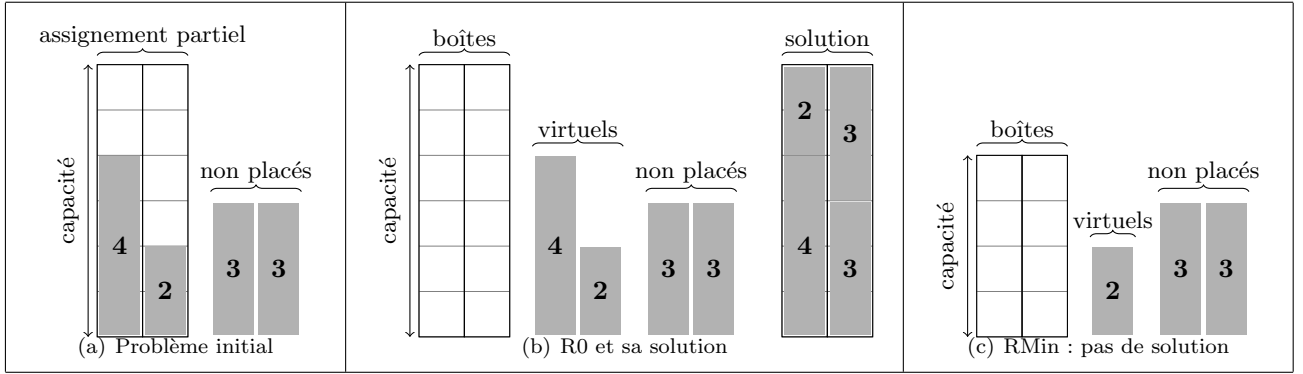 assignement partiel
capacité
non placés
4
2
3
3
(a) Problème initial
boîtes
solution
capacité
virtuels
non placés
4
2
3
3
2
3
4
3
(b) R0 et sa solution
boîtes
capacité
non placés
virtuels
2
3
3
(c) RMin : pas de solution